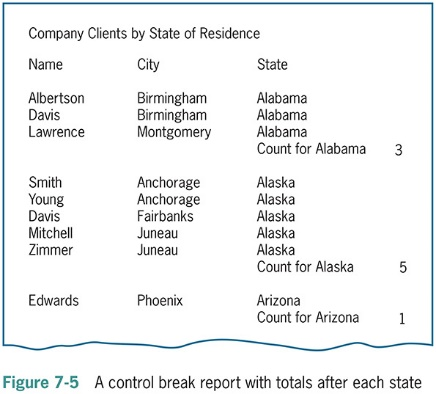 Company Clients by State of Residence
Name City State
Albertson Birmingham Alabama
Davis Birmingham Alabama
Lawrence Montgomery Alabama
Count for Alabama 3
Smith Anchorage Alaska
Young Anchorage Alaska
Davis Fairbanks Alaska
Mitchell Juneau Alaska
Zimmer Juneau Alaska
Count for Alaska 5
Edwards Phoenix Arizona
Count for Arizona 1
Figure 7-5 A control break report with totals after each state